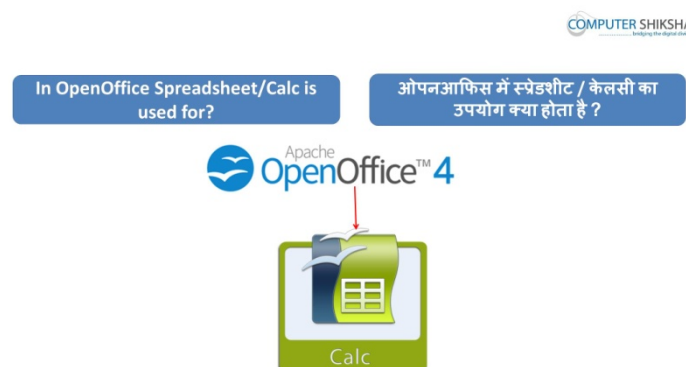 COMPUTER SHIKSHA
bridging the digital div
In OpenOffice Spreadsheet/Calc is
used for?
ओपनआफिस में स्प्रेडशीट / केलसी का
उपयोग क्या होता है ?
Apache
OpenOffice™ 4
Calc